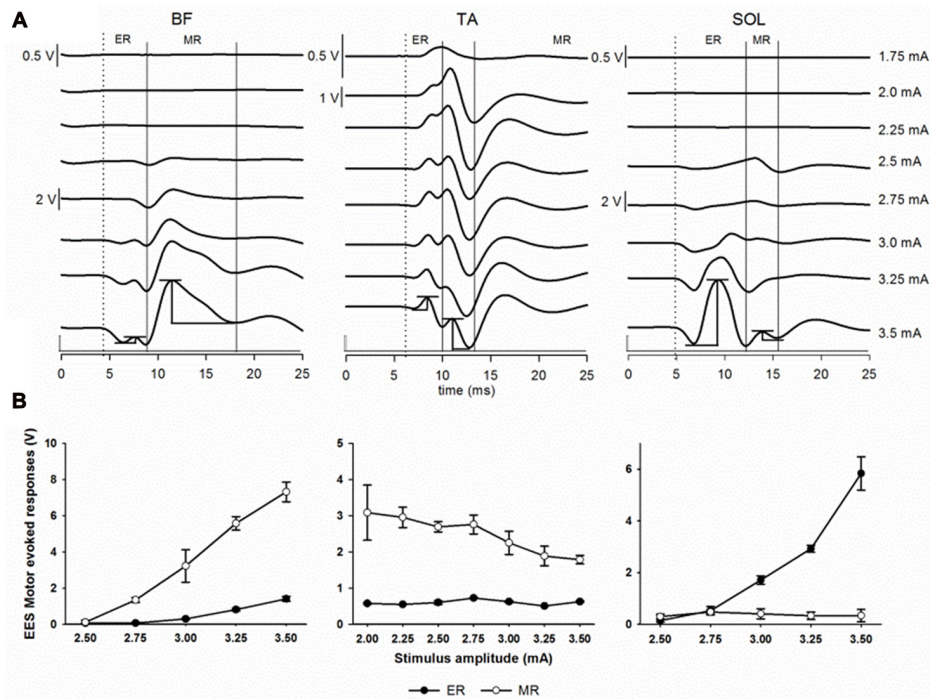 A
BF
TA
SOL
ER MR
ER MR
ER MR
0.5 V
0.5 V
0.5 V
1.75 mA
1 V
2.0 mA
2.25 mA
2.5 mA
2 V
2 V
2.75 mA
3.0 mA
3.25 mA
3.5 mA
0 5 10 15 20 25
0 5 10 15 20 25
0 5 10 15 20 25
time (ms)
B
EES Motor evoked responses (V)
10
8
6
4
2
0
2.50 2.75 3.00 3.25 3.50
5
4
3
2
1
0
2.00 2.25 2.50 2.75 3.00 3.25 3.50
6
4
2
0
2.50 2.75 3.00 3.25 3.50
Stimulus amplitude (mA)
ER MR